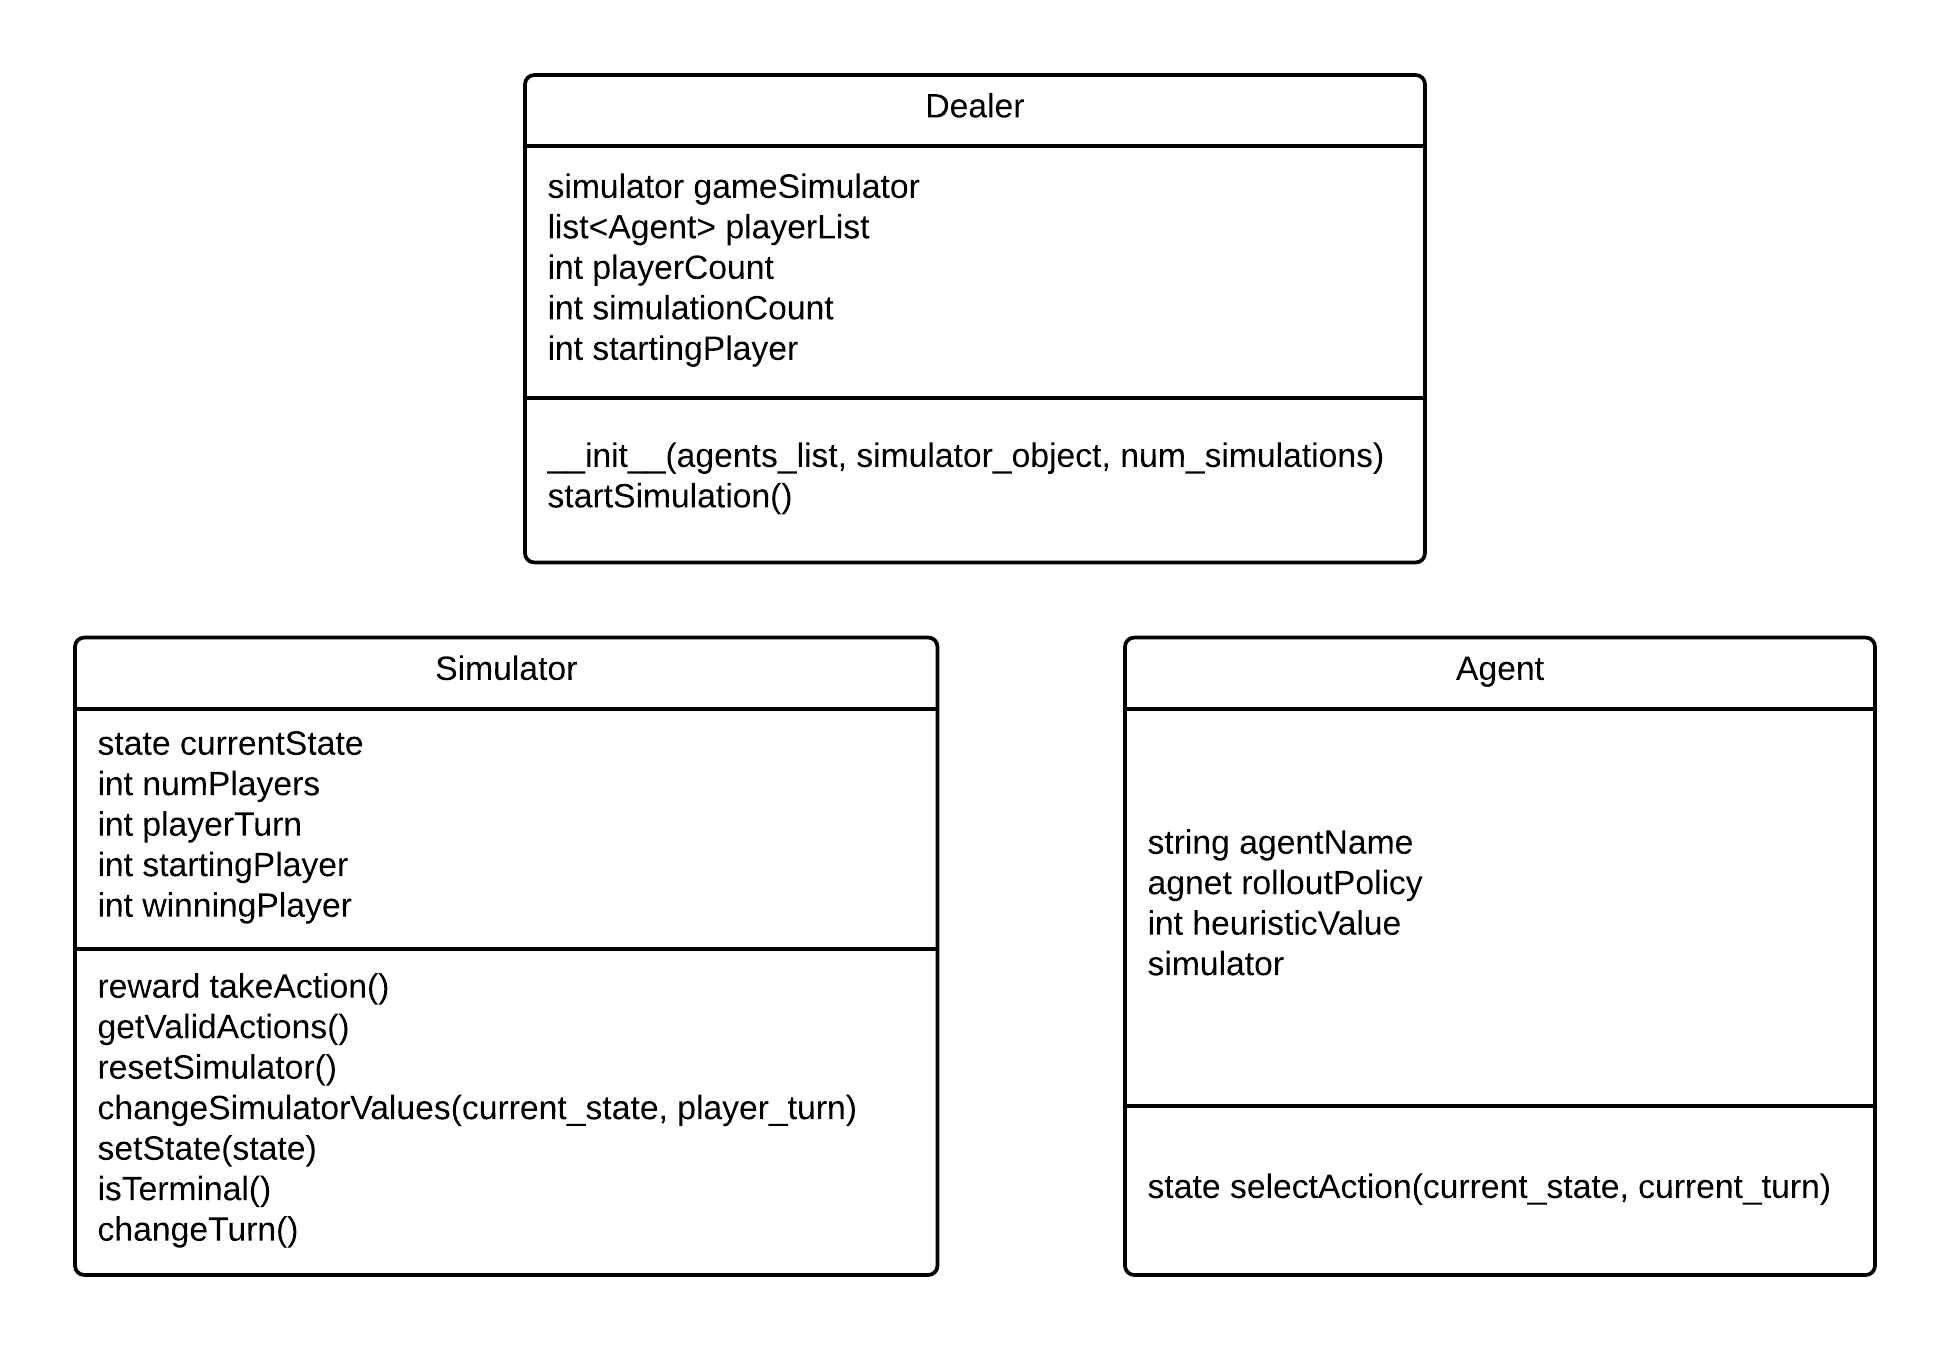 Dealer
simulator gameSimulator
list<Agent> playerList
int playerCount
int simulationCount
int startingPlayer
__init__(agents_list, simulator_object, num_simulations)
startSimulation()
Simulator
state currentState
int numPlayers
int playerTurn
int startingPlayer
int winningPlayer
reward takeAction()
getValidActions()
resetSimulator()
changeSimulatorValues(current_state, player_turn)
setState(state)
isTerminal()
changeTurn()
Agent
string agentName
agnet rolloutPolicy
int heuristicValue
simulator
state selectAction(current_state, current_turn)